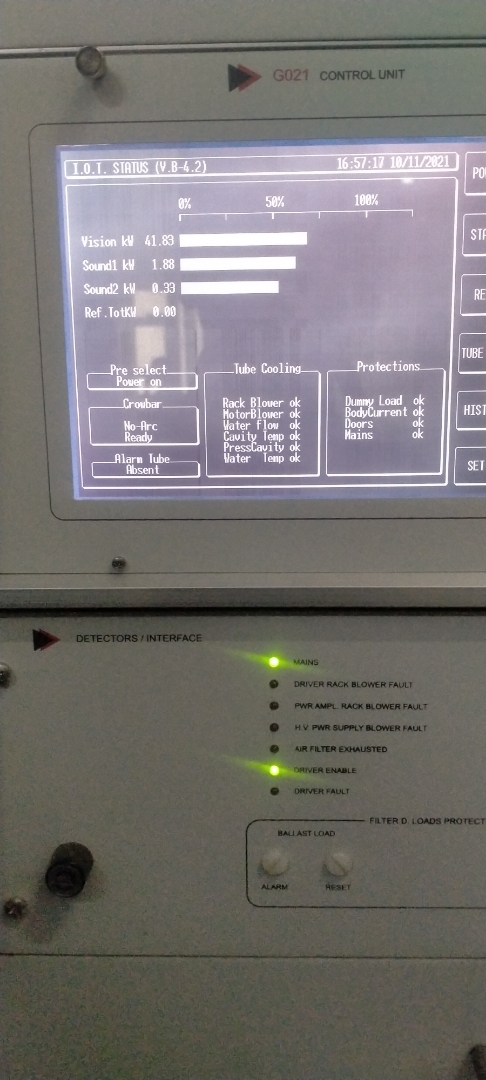 G021 CONTROL UNIT
I.O.T. STATUS (V.B-4.2) 16:57:17 10/11/2021
0% 50% 100%
Vision kW 41.83
Sound1 kW 1.88
Sound2 kW 0.33
Ref.TotKW 0.00
Pre select
Power on
Crowbar
No-Arc
Ready
Alarm Tube
Absent
Tube Cooling
Rack Blower ok
MotorBlower ok
Water flow ok
Cavity Temp ok
PressCavity ok
Water Temp ok
Protections
Dummy Load ok
BodyCurrent ok
Doors ok
Mains ok
PO
STA
RE
TUBE
HIST
SET
DETECTORS / INTERFACE
MAINS
DRIVER RACK BLOWER FAULT
PWR AMPL. RACK BLOWER FAULT
H.V. PWR SUPPLY BLOWER FAULT
AIR FILTER EXHAUSTED
DRIVER ENABLE
DRIVER FAULT
FILTER D. LOADS PROTECT
BALLAST LOAD
ALARM RESET